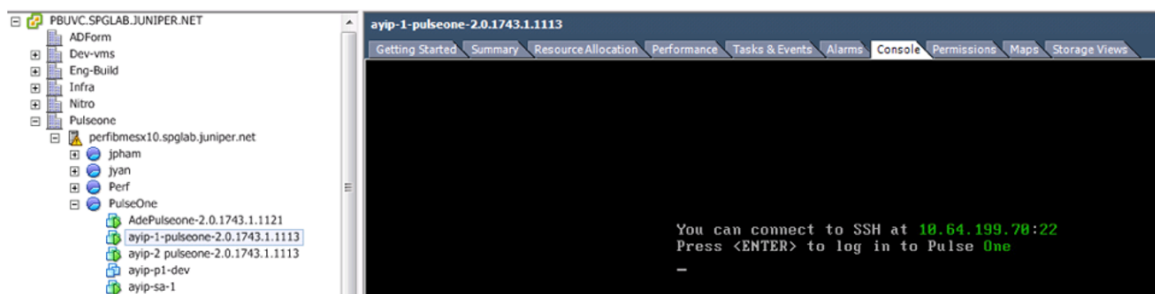 PBUVC.SPGLAB.JUNIPER.NET
ADForm
Dev-vms
Eng-Build
Infra
Nitro
Pulseone
perfibmesx10.spglab.juniper.net
jpham
jyan
Perf
PulseOne
AdePulseone-2.0.1743.1.1121
ayip-1-pulseone-2.0.1743.1.1113
ayip-2 pulseone-2.0.1743.1.1113
ayip-p1-dev
ayip-sa-1
ayip-1-pulseone-2.0.1743.1.1113
Getting Started Summary Resource Allocation Performance Tasks & Events Alarms Console Permissions Maps Storage Views
You can connect to SSH at 10.64.199.70:22
Press <ENTER> to log in to Pulse One